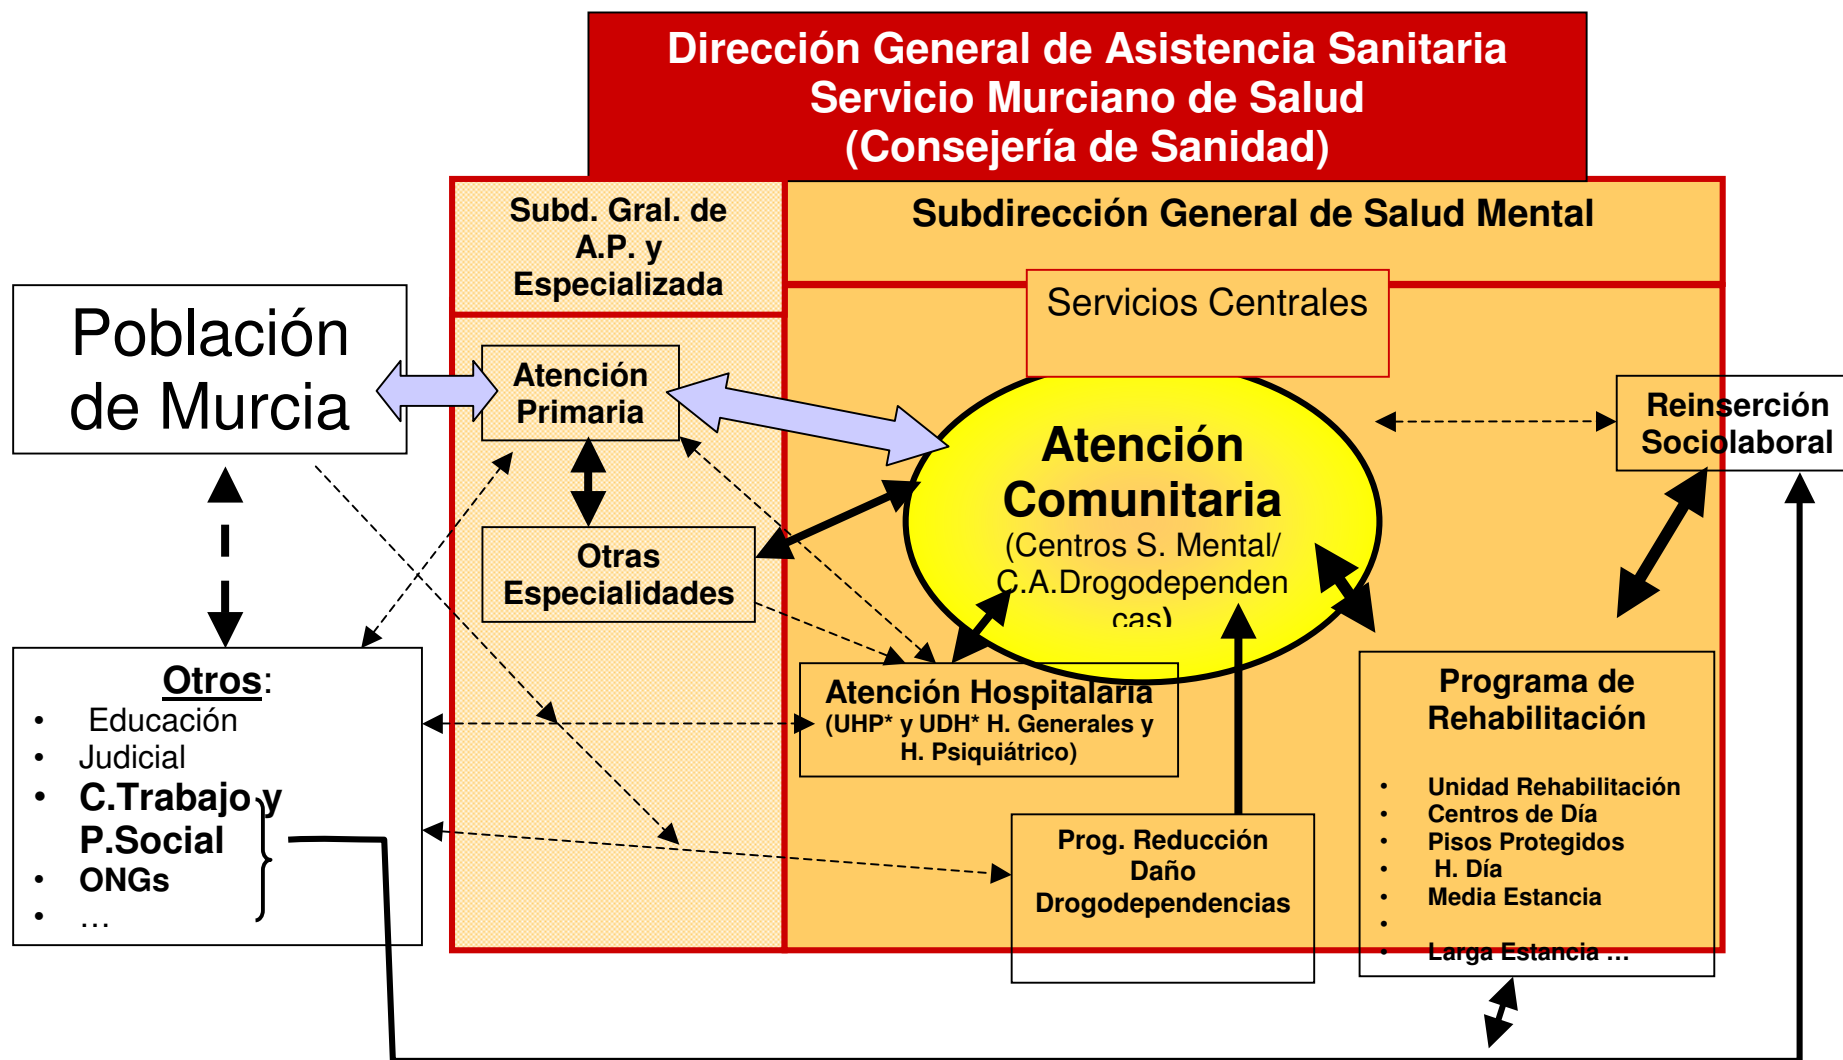 Dirección General de Asistencia Sanitaria
Servicio Murciano de Salud
(Consejería de Sanidad)
Subd. Gral. de
A.P. y
Especializada
Subdirección General de Salud Mental
Servicios Centrales
Población
de Murcia
Atención
Primaria
Atención
Comunitaria
(Centros S. Mental/
C.A.Drogodependen
cas)
Reinserción
Sociolaboral
Otras
Especialidades
Otros:
• Educación
• Judicial
• C.Trabajo y
P.Social
• ONGs
• …
Atención Hospitalaria
(UHP* y UDH* H. Generales y
H. Psiquiátrico)
Prog. Reducción
Daño
Drogodependencias
Programa de
Rehabilitación
• Unidad Rehabilitación
• Centros de Día
• Pisos Protegidos
• H. Día
• Media Estancia
•
• Larga Estancia …